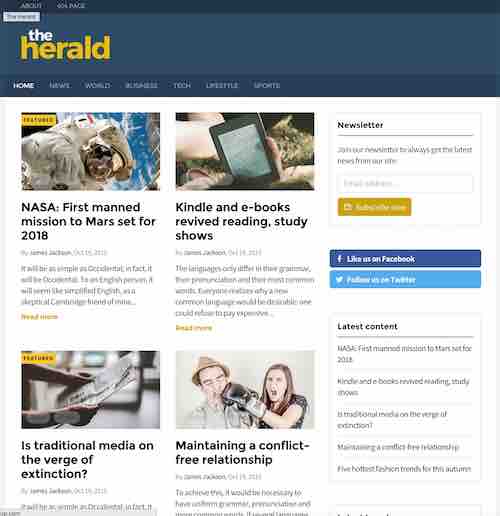 ABOUT 404 PAGE
The Herald
the
herald
HOME NEWS WORLD BUSINESS TECH LIFESTYLE SPORTS
FEATURED
NASA: First manned
mission to Mars set for
2018
By James Jackson, Oct 19, 2015
It will be as simple as Occidental; in fact, it
will be Occidental. To an English person, it
will seem like simplified English, as a
skeptical Cambridge friend of mine...
Read more
Kindle and e-books
revived reading, study
shows
By James Jackson, Oct 19, 2015
The languages only differ in their grammar,
their pronunciation and their most common
words. Everyone realizes why a new
common language would be desirable: one
could refuse to pay expensive...
Read more
FEATURED
Is traditional media on
the verge of
extinction?
By James Jackson, Oct 19, 2015
It will be as simple as Occidental; in fact, it
Maintaining a conflict-
free relationship
By James Jackson, Oct 19, 2015
To achieve this, it would be necessary to
have uniform grammar, pronunciation and
more common words. If several languages
Newsletter
Join our newsletter to always get the latest
news from our site:
Email address...
Subscribe now
Like us on Facebook
Follow us on Twitter
Latest content
NASA: First manned mission to Mars set for
2018
Kindle and e-books revived reading, study
shows
Is traditional media on the verge of
extinction?
Maintaining a conflict-free relationship
Five hottest fashion trends for this autumn